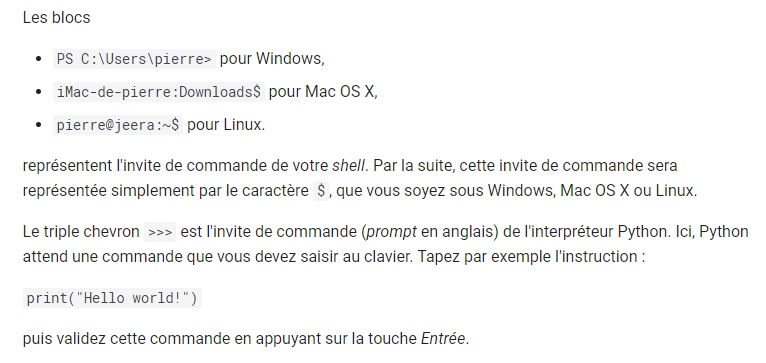 Les blocs
• PS C:\Users\pierre> pour Windows,
• iMac-de-pierre:Downloads$ pour Mac OS X,
• pierre@jeera:~$ pour Linux.
représentent l'invite de commande de votre shell. Par la suite, cette invite de commande sera
représentée simplement par le caractère $, que vous soyez sous Windows, Mac OS X ou Linux.
Le triple chevron >>> est l'invite de commande (prompt en anglais) de l'interpréteur Python. Ici, Python
attend une commande que vous devez saisir au clavier. Tapez par exemple l'instruction :
print("Hello world!")
puis validez cette commande en appuyant sur la touche Entrée.